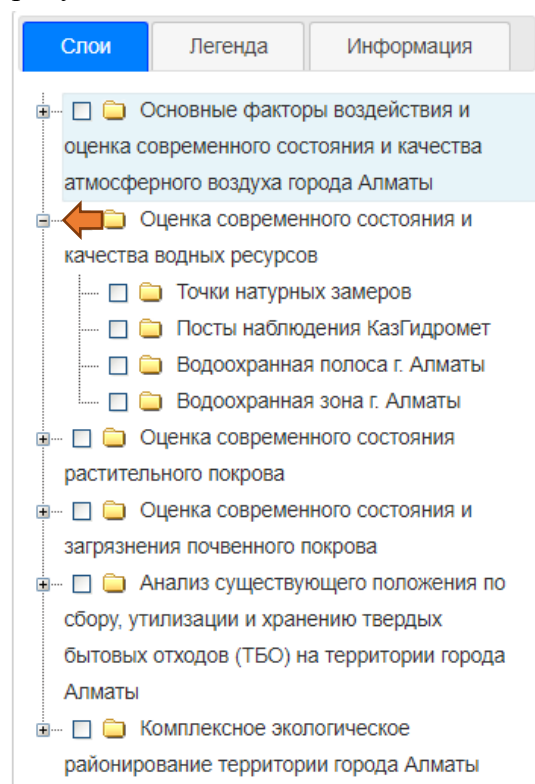 Слои Легенда Информация
Основные факторы воздействия и
оценка современного состояния и качества
атмосферного воздуха города Алматы
Оценка современного состояния и
качества водных ресурсов
Точки натурных замеров
Посты наблюдения КазГидромет
Водоохранная полоса г. Алматы
Водоохранная зона г. Алматы
Оценка современного состояния
растительного покрова
Оценка современного состояния и
загрязнения почвенного покрова
Анализ существующего положения по
сбору, утилизации и хранению твердых
бытовых отходов (ТБО) на территории города
Алматы
Комплексное экологическое
районирование территории города Алматы